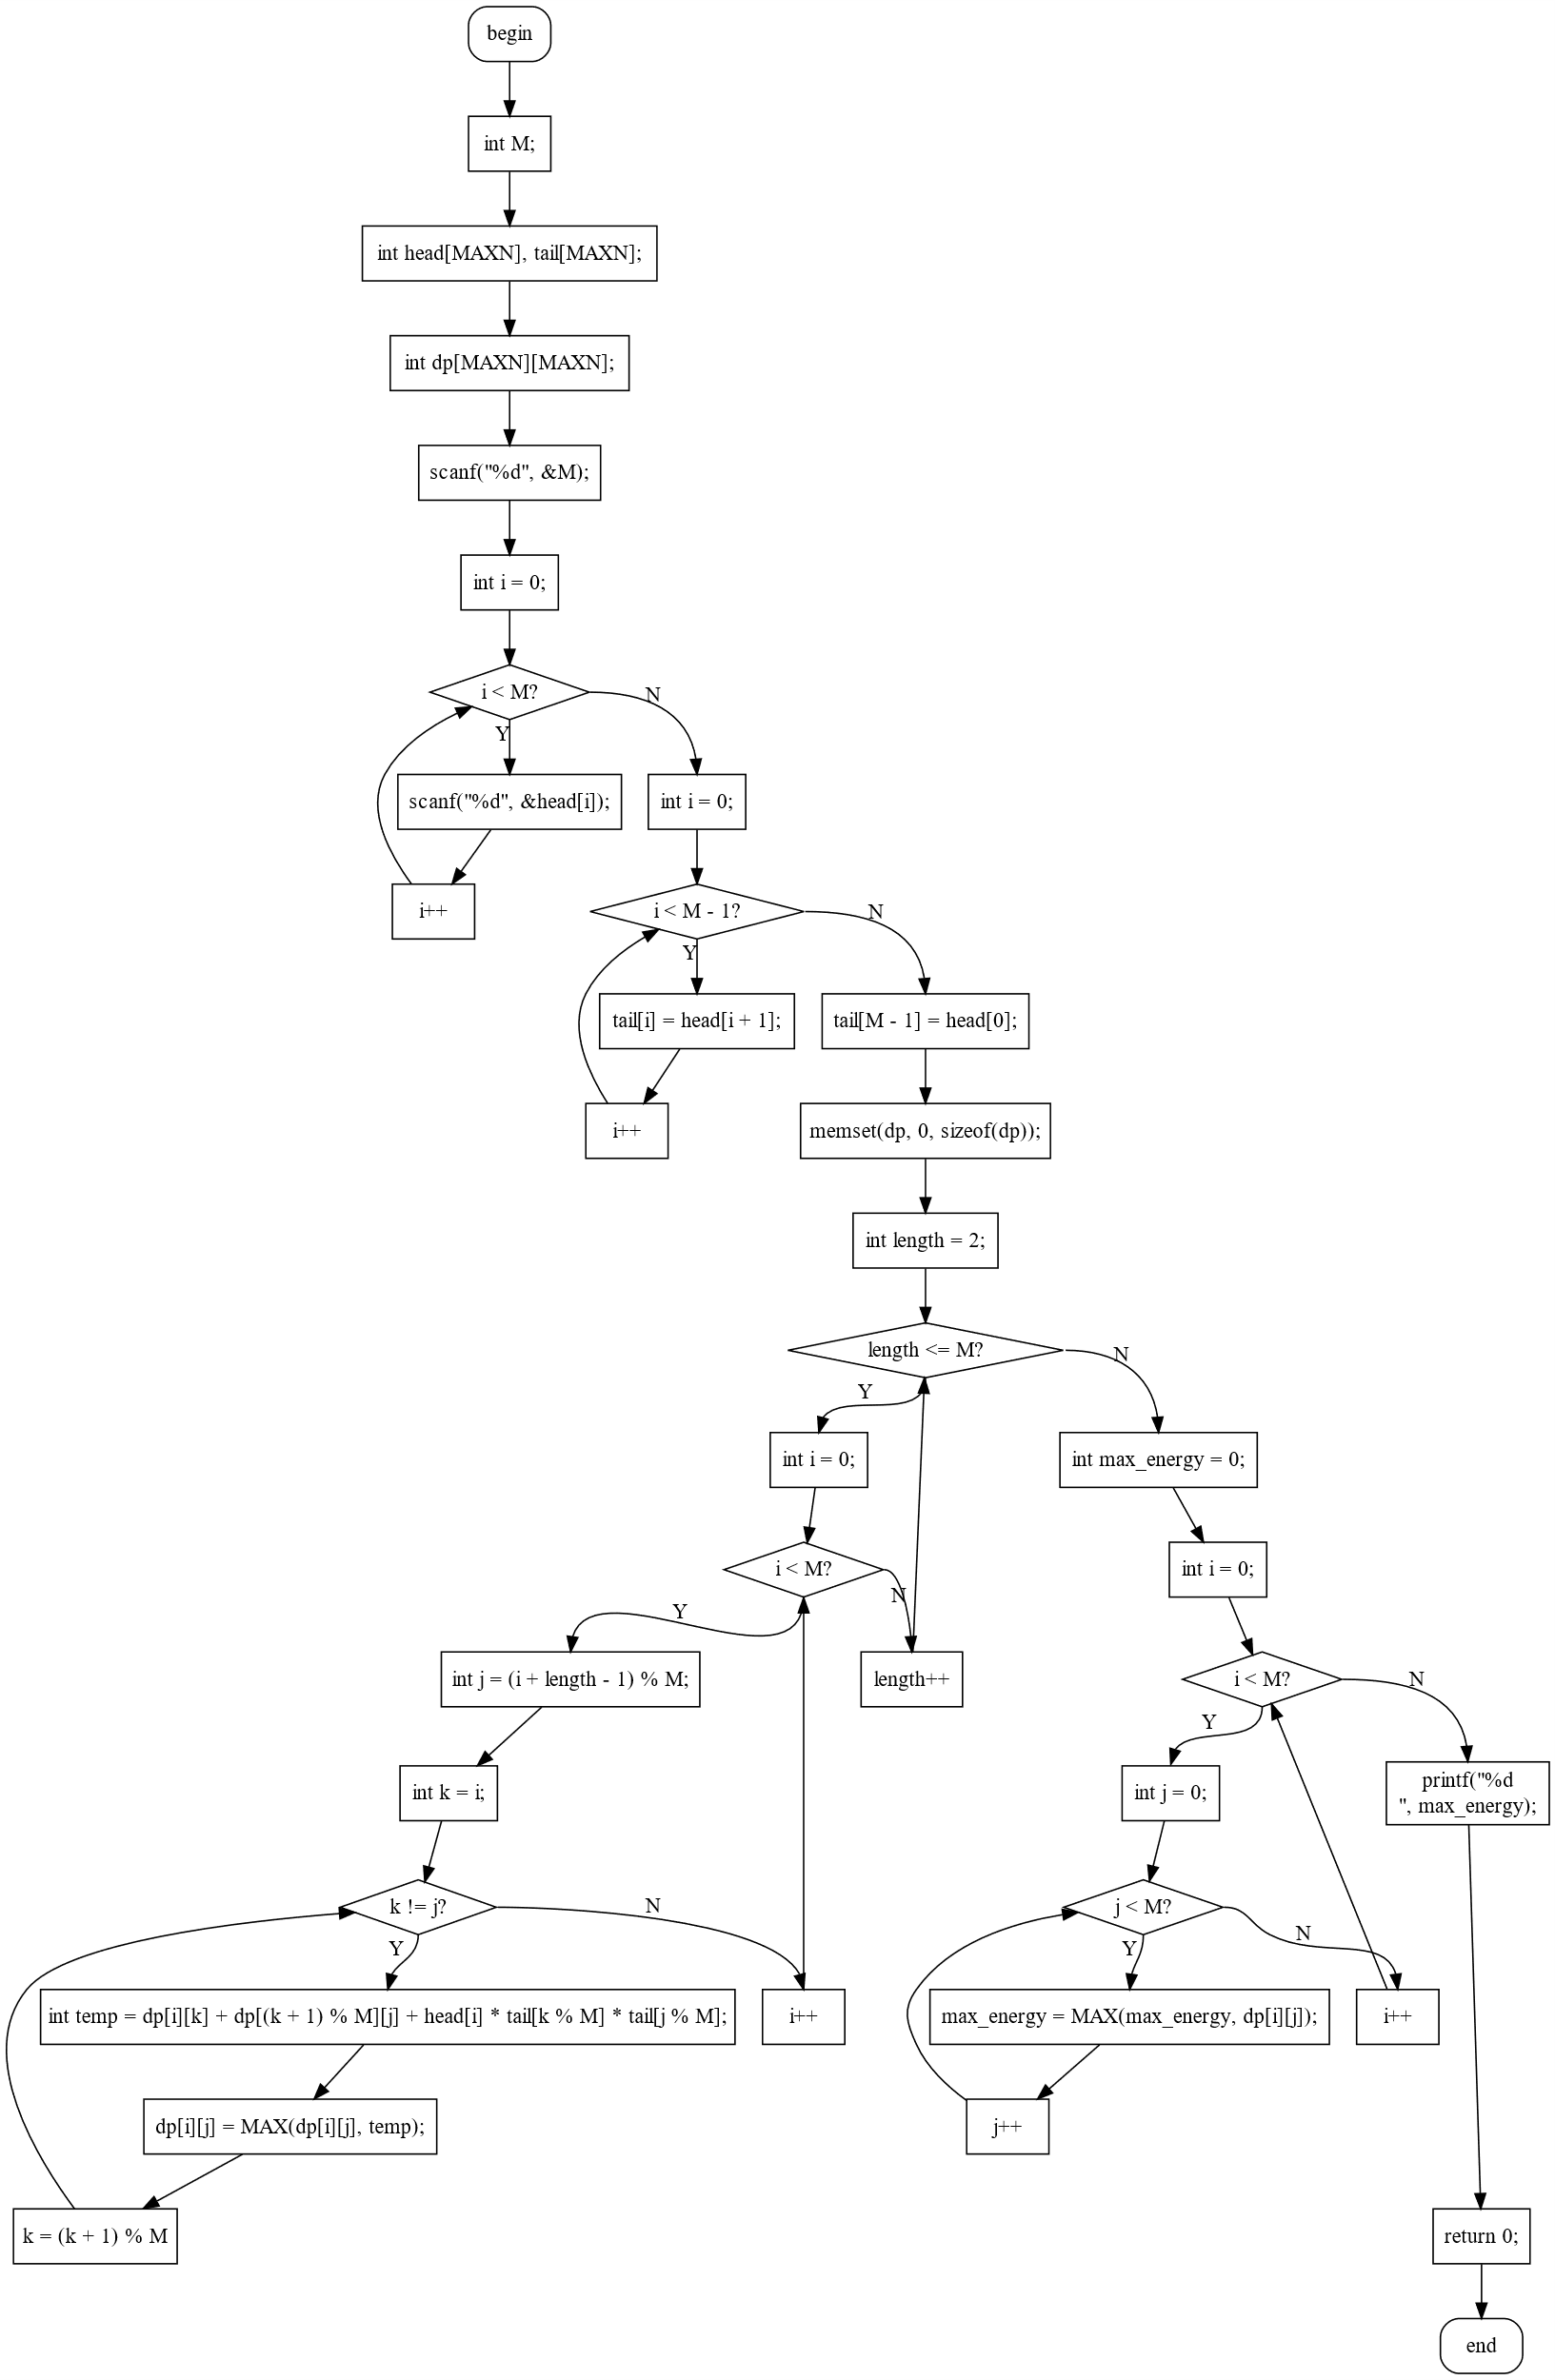 begin
int M;
int head[MAXN], tail[MAXN];
int dp[MAXN][MAXN];
scanf("%d", &M);
int i = 0;
i < M?
N
Y
scanf("%d", &head[i]);
int i = 0;
i++
i < M - 1?
N
Y
tail[i] = head[i + 1];
tail[M - 1] = head[0];
i++
memset(dp, 0, sizeof(dp));
int length = 2;
length <= M?
N
Y
int i = 0;
int max_energy = 0;
i < M?
int i = 0;
N
Y
int j = (i + length - 1) % M;
length++
i < M?
N
Y
int k = i;
int j = 0;
printf("%d
", max_energy);
k != j?
N
j < M?
N
Y
Y
int temp = dp[i][k] + dp[(k + 1) % M][j] + head[i] * tail[k % M] * tail[j % M];
i++
max_energy = MAX(max_energy, dp[i][j]);
i++
dp[i][j] = MAX(dp[i][j], temp);
j++
k = (k + 1) % M
return 0;
end